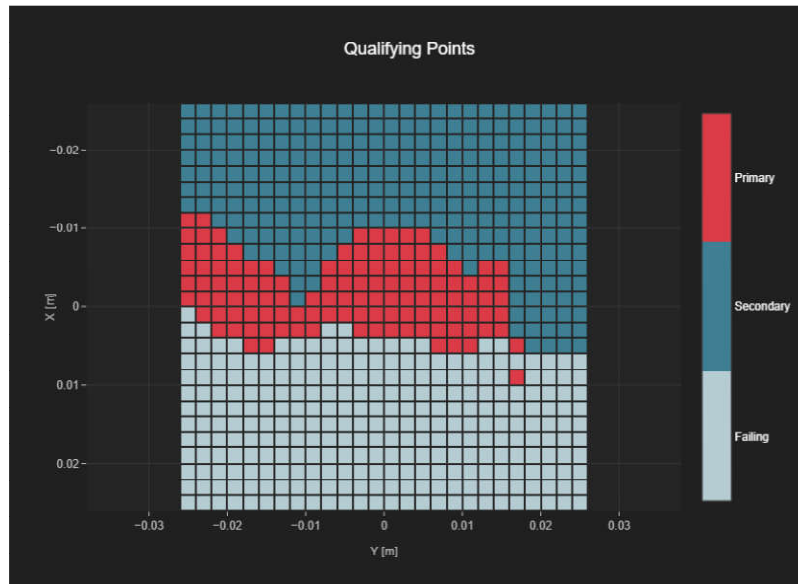 Qualifying Points
Primary
Secondary
Failing
X [m]
−0.02
−0.01
0
0.01
0.02
−0.03
−0.02
−0.01
0
0.01
0.02
0.03
Y [m]